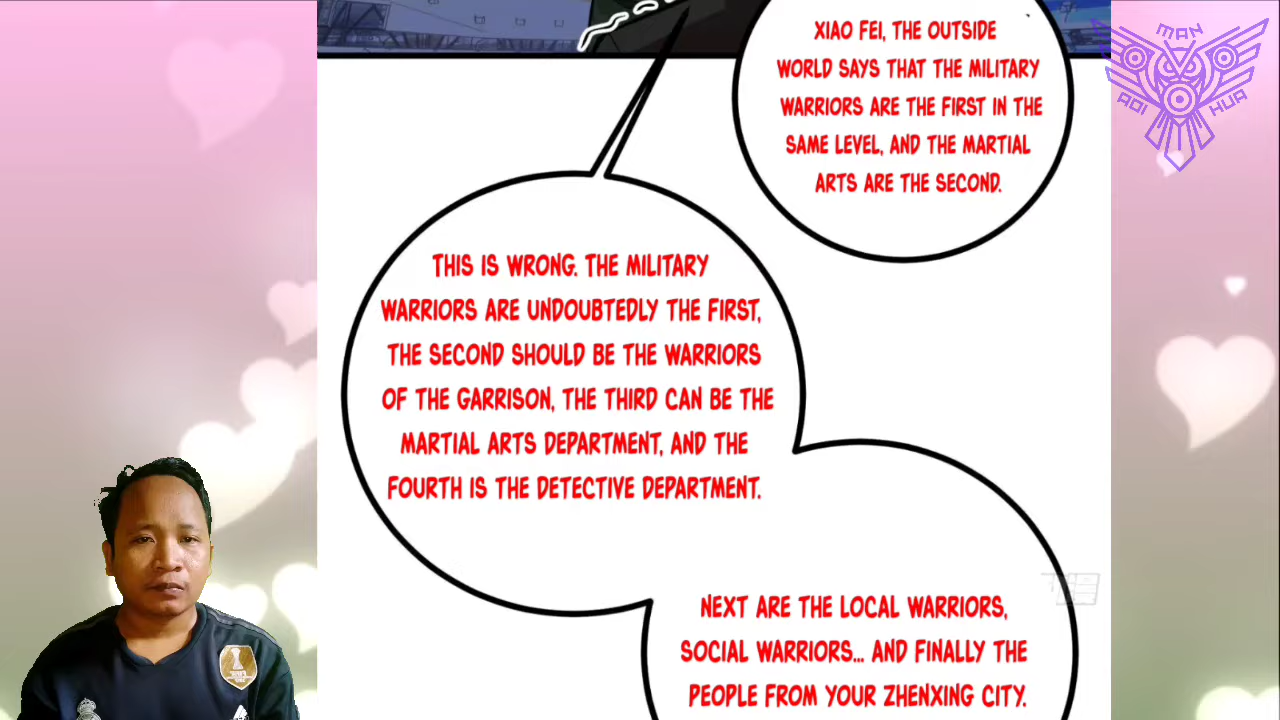 XIAO FEI, THE OUTSIDE
WORLD SAYS THAT THE MILITARY
WARRIORS ARE THE FIRST IN THE
SAME LEVEL, AND THE MARTIAL
ARTS ARE THE SECOND.
THIS IS WRONG. THE MILITARY
WARRIORS ARE UNDOUBTEDLY THE FIRST,
THE SECOND SHOULD BE THE WARRIORS
OF THE GARRISON, THE THIRD CAN BE THE
MARTIAL ARTS DEPARTMENT, AND THE
FOURTH IS THE DETECTIVE DEPARTMENT.
NEXT ARE THE LOCAL WARRIORS,
SOCIAL WARRIORS... AND FINALLY THE
PEOPLE FROM YOUR ZHENXING CITY.
MAN
ADI HUA